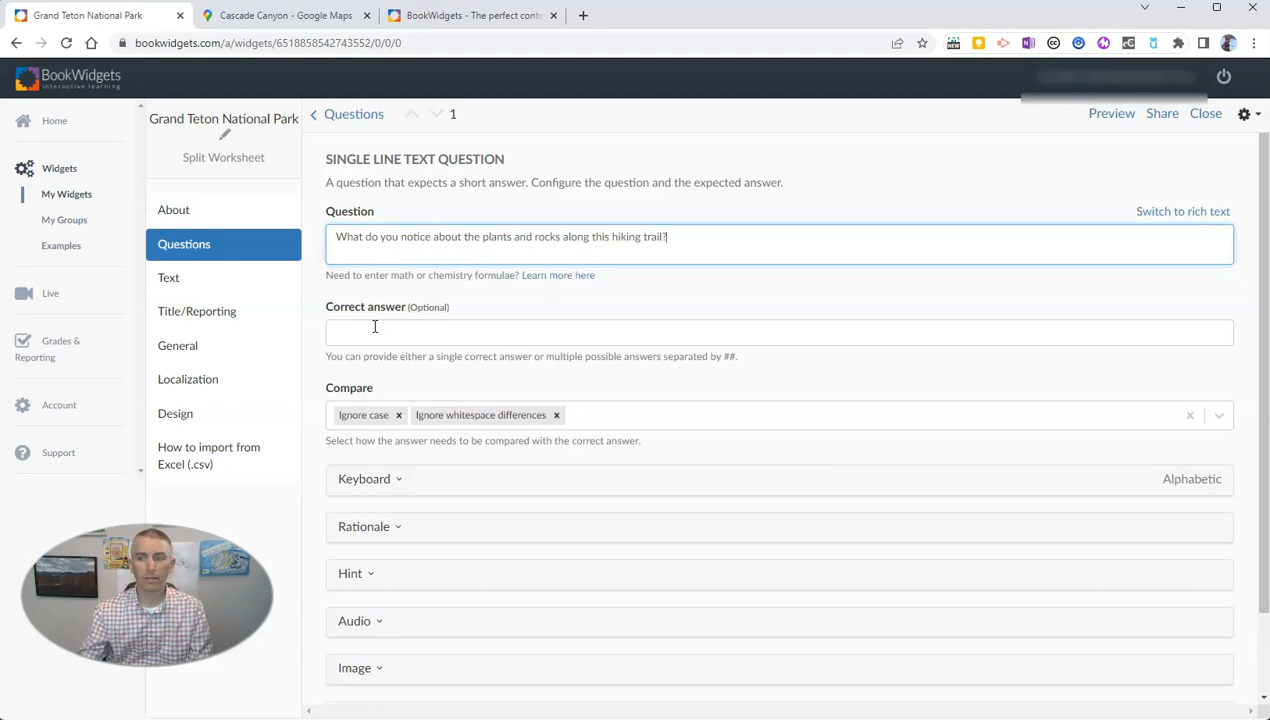 Grand Teton National Park
Cascade Canyon - Google Maps
BookWidgets - The perfect conte
bookwidgets.com/a/widgets/6518858542743552/0/0/0
BookWidgets
interactive learning
Home
Widgets
My Widgets
My Groups
Examples
Live
Grades &
Reporting
Account
Support
Grand Teton National Park
Split Worksheet
About
Questions
Text
Title/Reporting
General
Localization
Design
How to import from
Excel (.csv)
Questions 1 Preview Share Close
SINGLE LINE TEXT QUESTION
A question that expects a short answer. Configure the question and the expected answer.
Question Switch to rich text
What do you notice about the plants and rocks along this hiking trail?
Need to enter math or chemistry formulae? Learn more here
Correct answer (Optional)
You can provide either a single correct answer or multiple possible answers separated by ##.
Compare
Ignore case Ignore whitespace differences
Select how the answer needs to be compared with the correct answer.
Keyboard Alphabetic
Rationale
Hint
Audio
Image